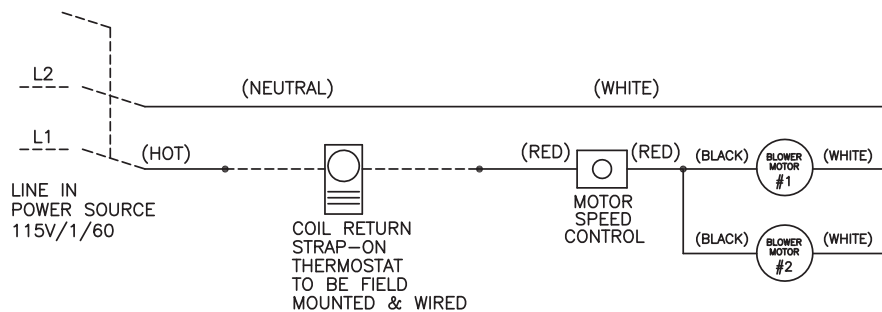 L2
(NEUTRAL)
(WHITE)
L1
(HOT)
(RED)
(RED)
(BLACK)
BLOWER
MOTOR
#1
(WHITE)
LINE IN
POWER SOURCE
115V/1/60
COIL RETURN
STRAP-ON
THERMOSTAT
TO BE FIELD
MOUNTED & WIRED
MOTOR
SPEED
CONTROL
(BLACK)
BLOWER
MOTOR
#2
(WHITE)